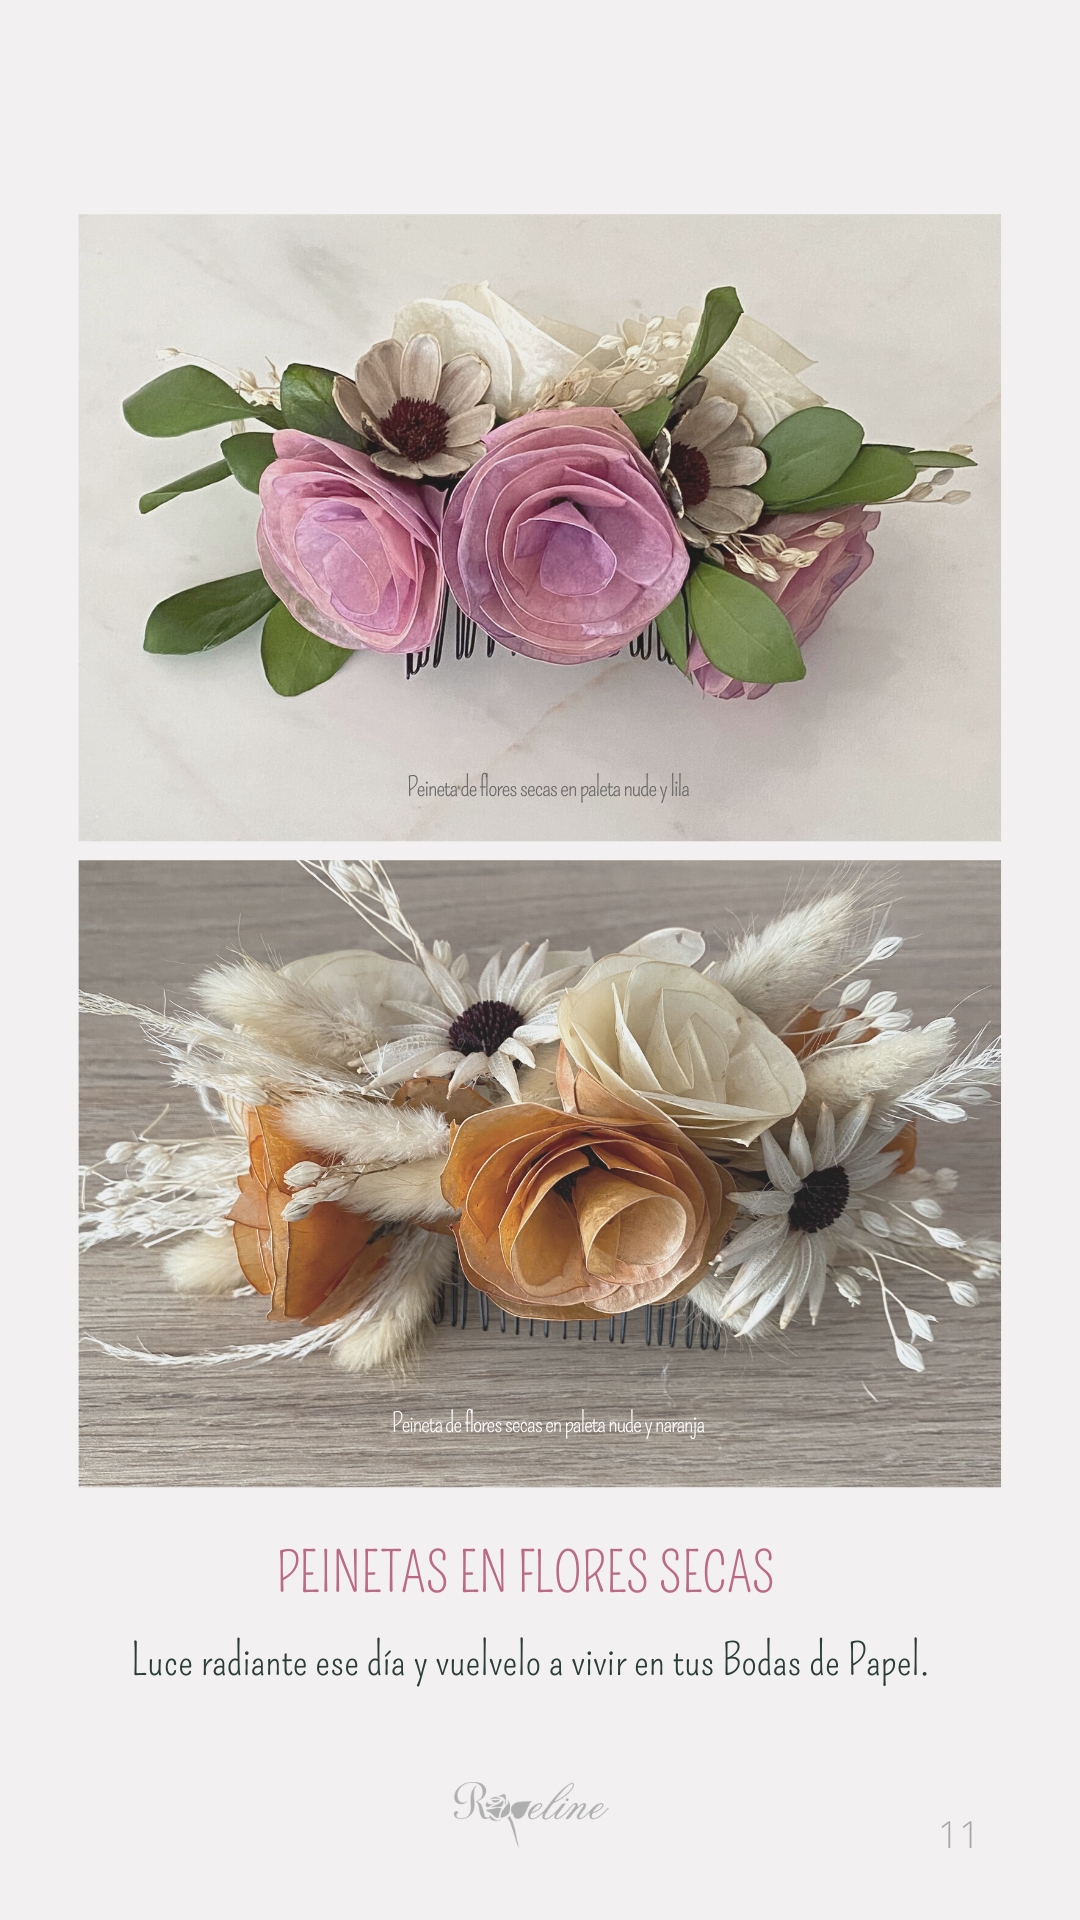 Peineta de flores secas en paleta nude y lila
Peineta de flores secas en paleta nude y naranja
PEINETAS EN FLORES SECAS
Luce radiante ese día y vuelvelo a vivir en tus Bodas de Papel.
Roseline
11